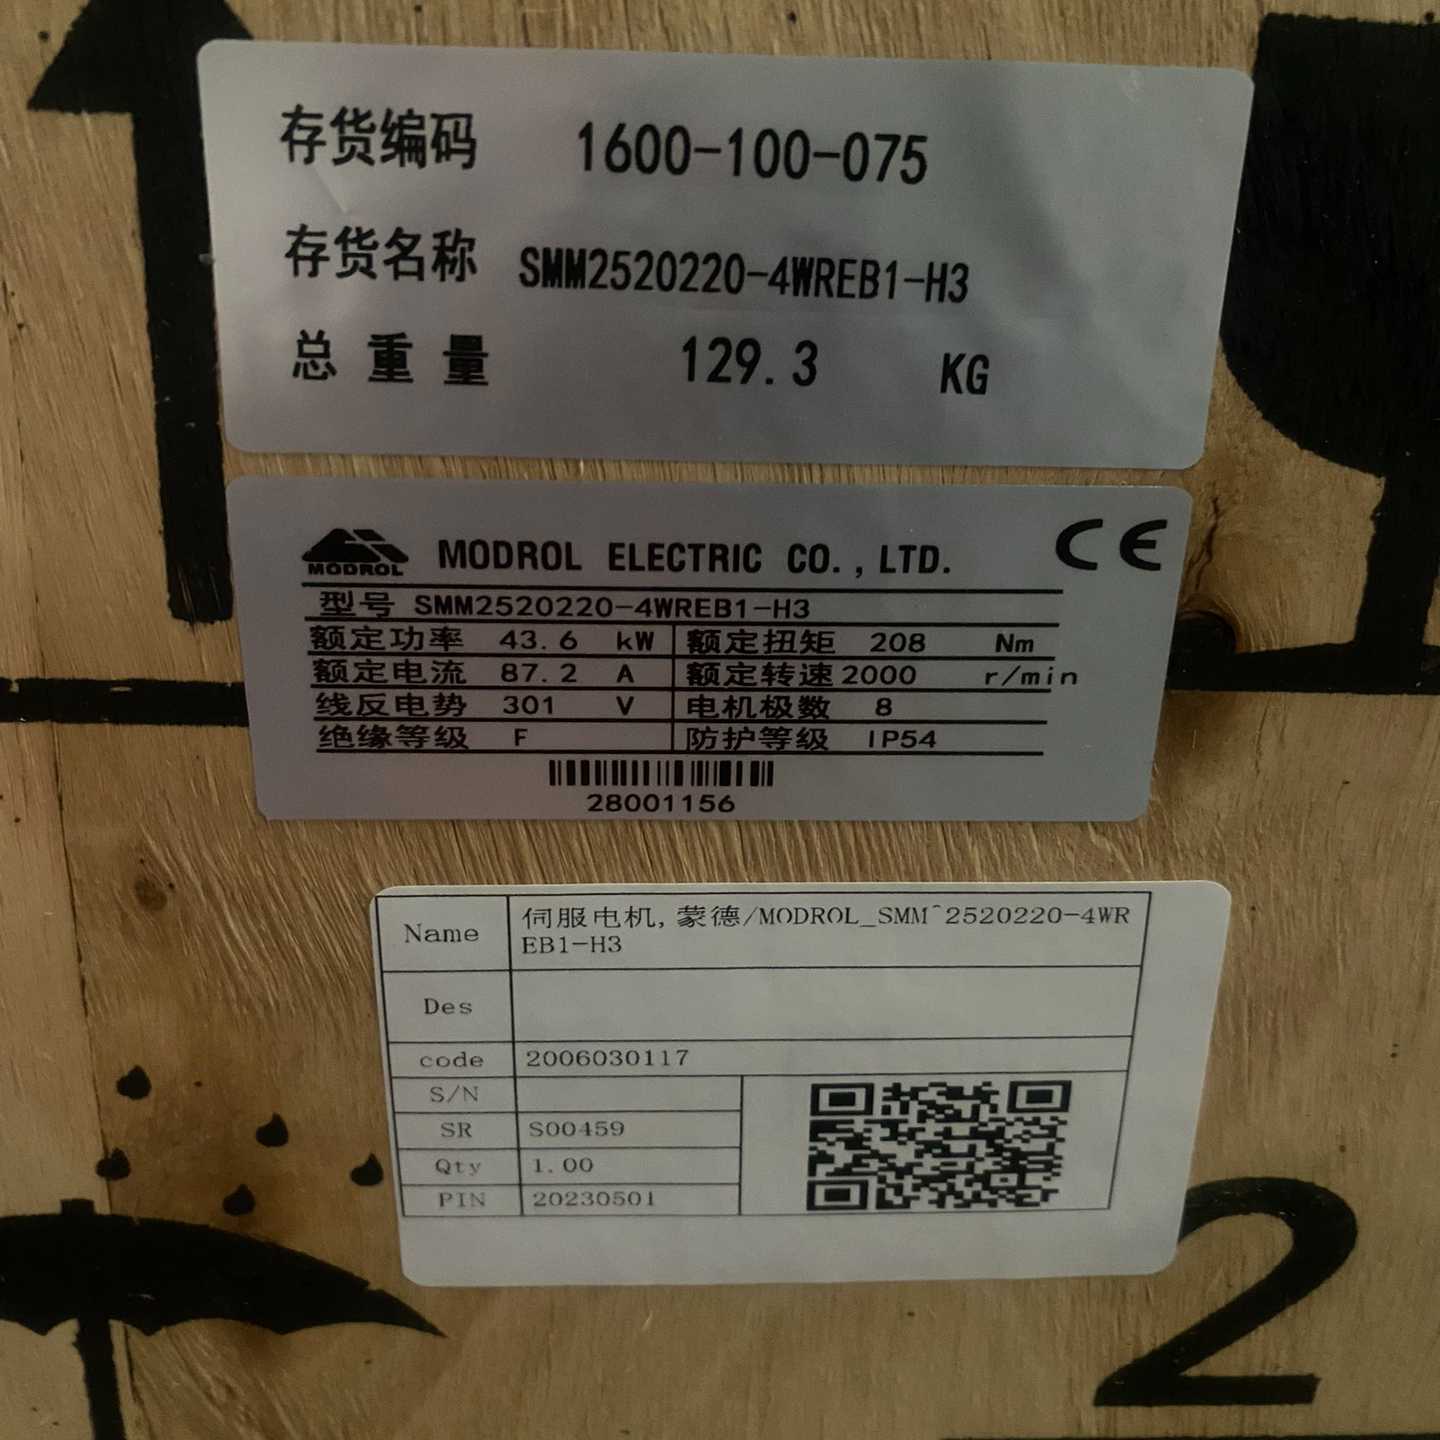 存货编码 1600-100-075
存货名称 SMM2520220-4WREB1-H3
总重量 129.3 KG
MODROL MODROL ELECTRIC CO.,LTD. CE
型号 SMM2520220-4WREB1-H3
额定功率 43.6 kW 额定扭矩 208 Nm
额定电流 87.2 A 额定转速 2000 r/min
线反电势 301 V 电机极数 8
绝缘等级 F 防护等级 IP54
28001156
Name 伺服电机,蒙德/MODROL_SMM^2520220-4WR
EB1-H3
Des
code 2006030117
S/N
SR S00459
Qty 1.00
PIN 20230501
2